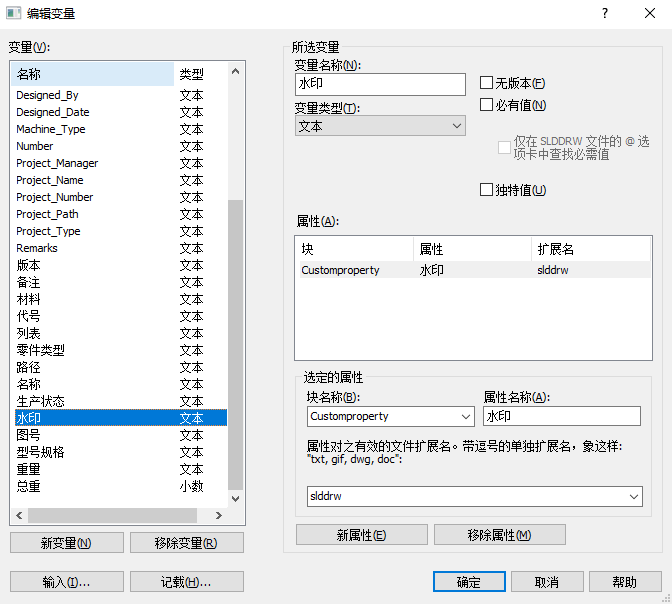 编辑变量
变量(V):
名称 类型
Designed_By 文本
Designed_Date 文本
Machine_Type 文本
Number 文本
Project_Manager 文本
Project_Name 文本
Project_Number 文本
Project_Path 文本
Project_Type 文本
Remarks 文本
版本 文本
备注 文本
材料 文本
代号 文本
列表 文本
零件类型 文本
路径 文本
名称 文本
生产状态 文本
水印 文本
图号 文本
型号规格 文本
重量 文本
总重 小数
新变量(N) 移除变量(R)
输入(I)... 记载(H)...
所选变量
变量名称(N):
水印
无版本(F)
变量类型(T):
必有值(N)
文本
仅在 SLDDRW 文件的 @ 选
项卡中查找必需值
独特值(U)
属性(A):
块 属性 扩展名
Customproperty 水印 slddrw
选定的属性
块名称(B): 属性名称(A):
Customproperty 水印
属性对之有效的文件扩展名。带逗号的单独扩展名，象这样:
"txt, gif, dwg, doc":
slddrw
新属性(E) 移除属性(M)
确定 取消 帮助